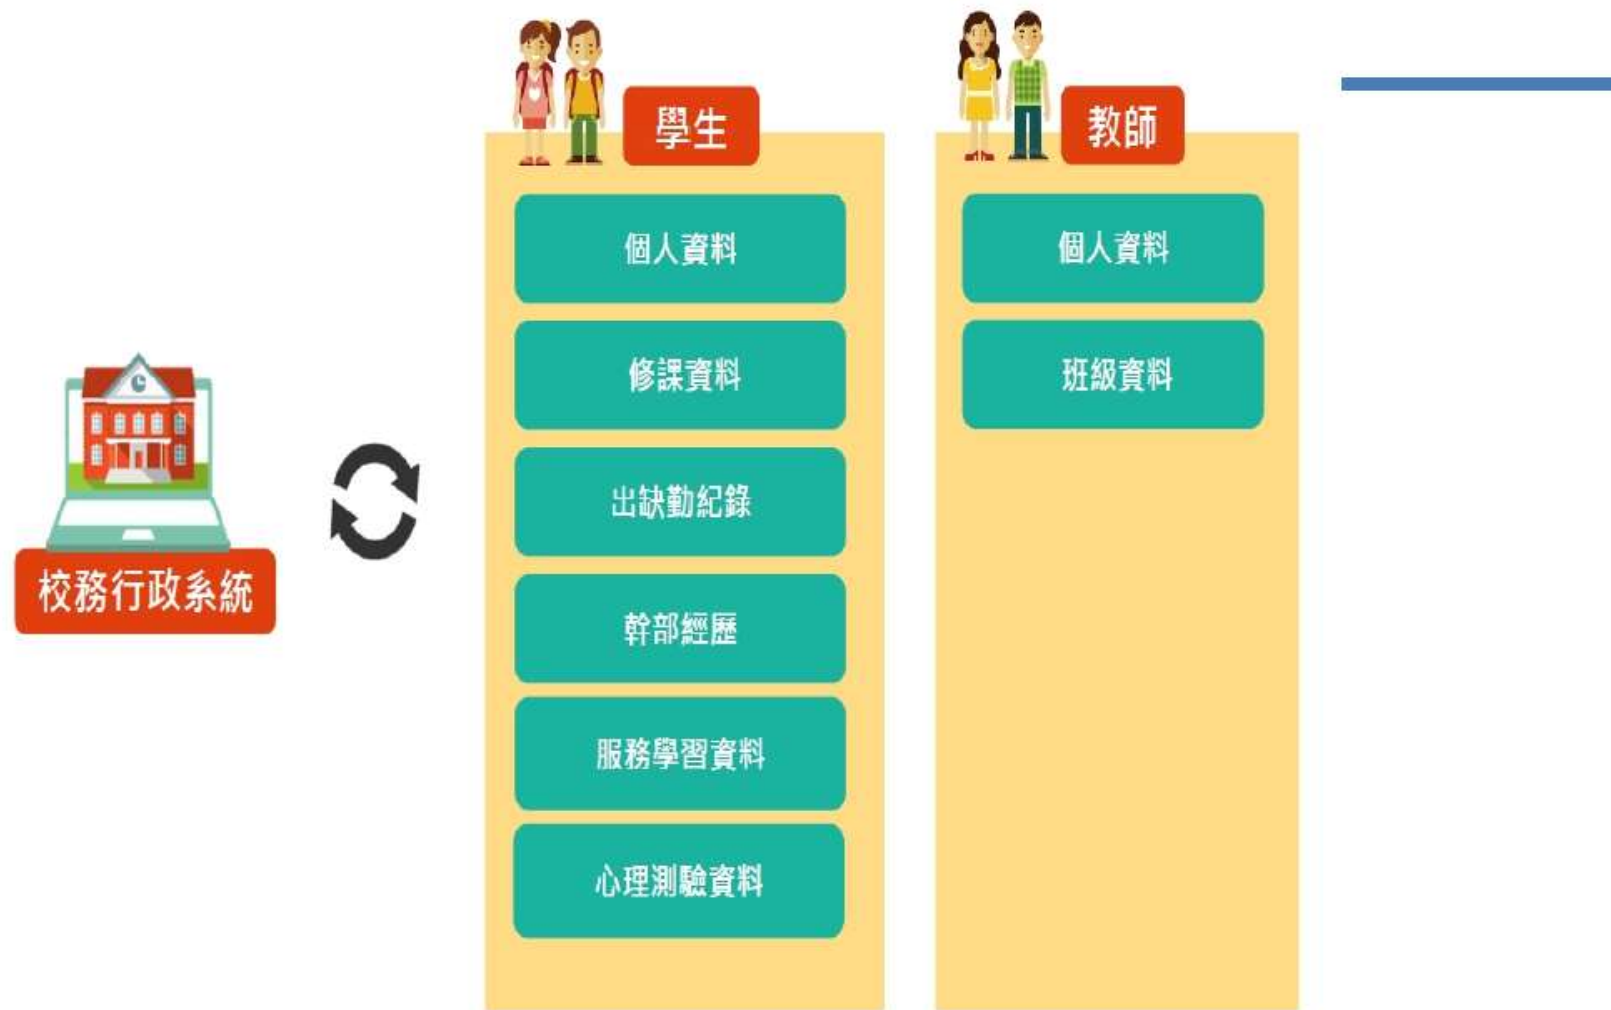 校務行政系統
學生
個人資料
修課資料
出缺勤紀錄
幹部經歷
服務學習資料
心理測驗資料
教師
個人資料
班級資料